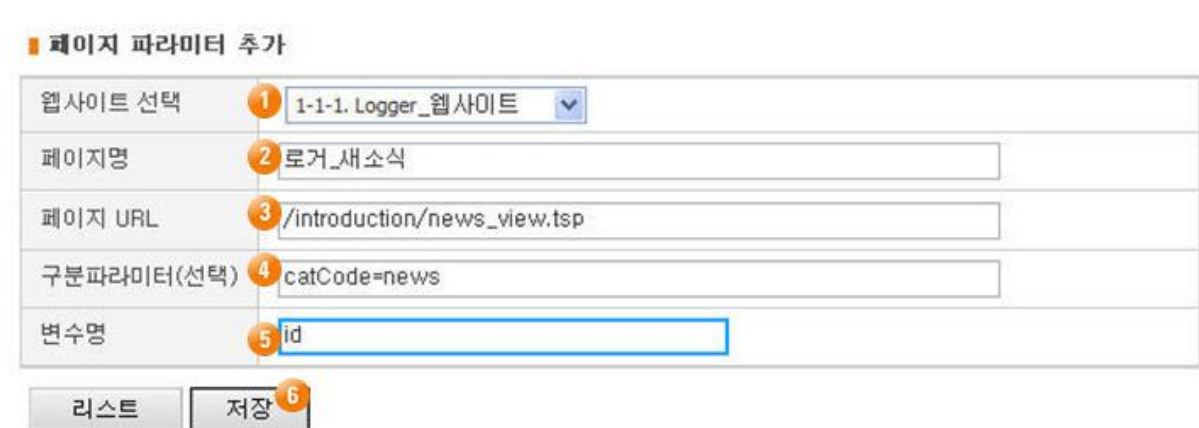 페이지 파라미터 추가
웹사이트 선택 1 1-1-1. Logger_웹사이트
페이지명 2 로거_새소식
페이지 URL 3 /introduction/news_view.tsp
구분파라미터(선택) 4 catCode=news
변수명 5 id
리스트 저장 6